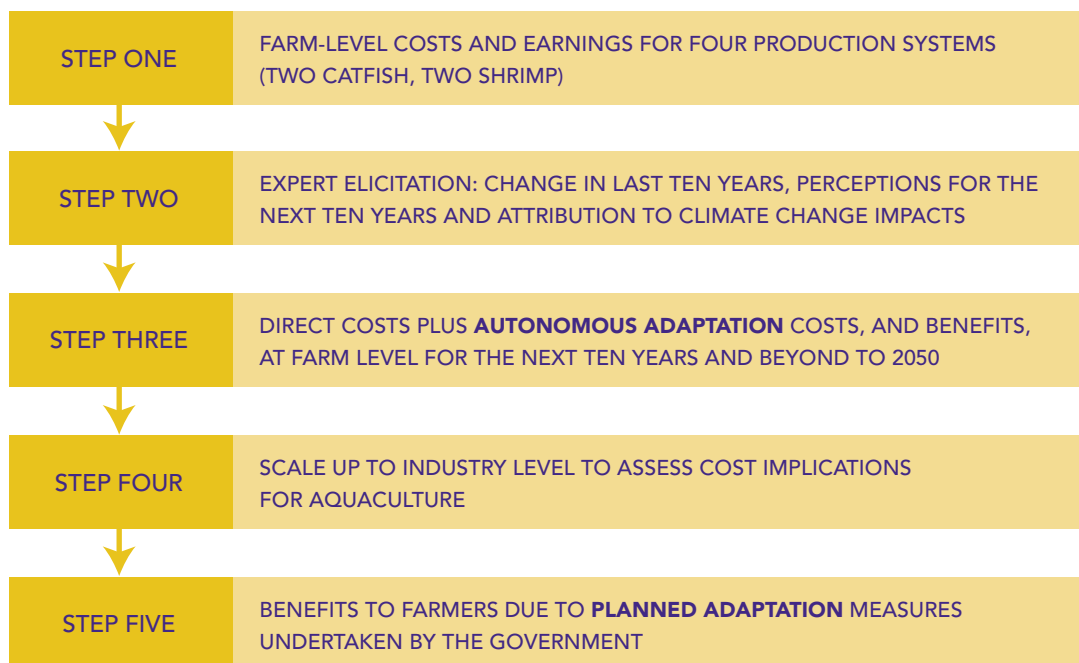 STEP ONE
FARM-LEVEL COSTS AND EARNINGS FOR FOUR PRODUCTION SYSTEMS
(TWO CATFISH, TWO SHRIMP)
STEP TWO
EXPERT ELICITATION: CHANGE IN LAST TEN YEARS, PERCEPTIONS FOR THE
NEXT TEN YEARS AND ATTRIBUTION TO CLIMATE CHANGE IMPACTS
STEP THREE
DIRECT COSTS PLUS AUTONOMOUS ADAPTATION COSTS, AND BENEFITS,
AT FARM LEVEL FOR THE NEXT TEN YEARS AND BEYOND TO 2050
STEP FOUR
SCALE UP TO INDUSTRY LEVEL TO ASSESS COST IMPLICATIONS
FOR AQUACULTURE
STEP FIVE
BENEFITS TO FARMERS DUE TO PLANNED ADAPTATION MEASURES
UNDERTAKEN BY THE GOVERNMENT